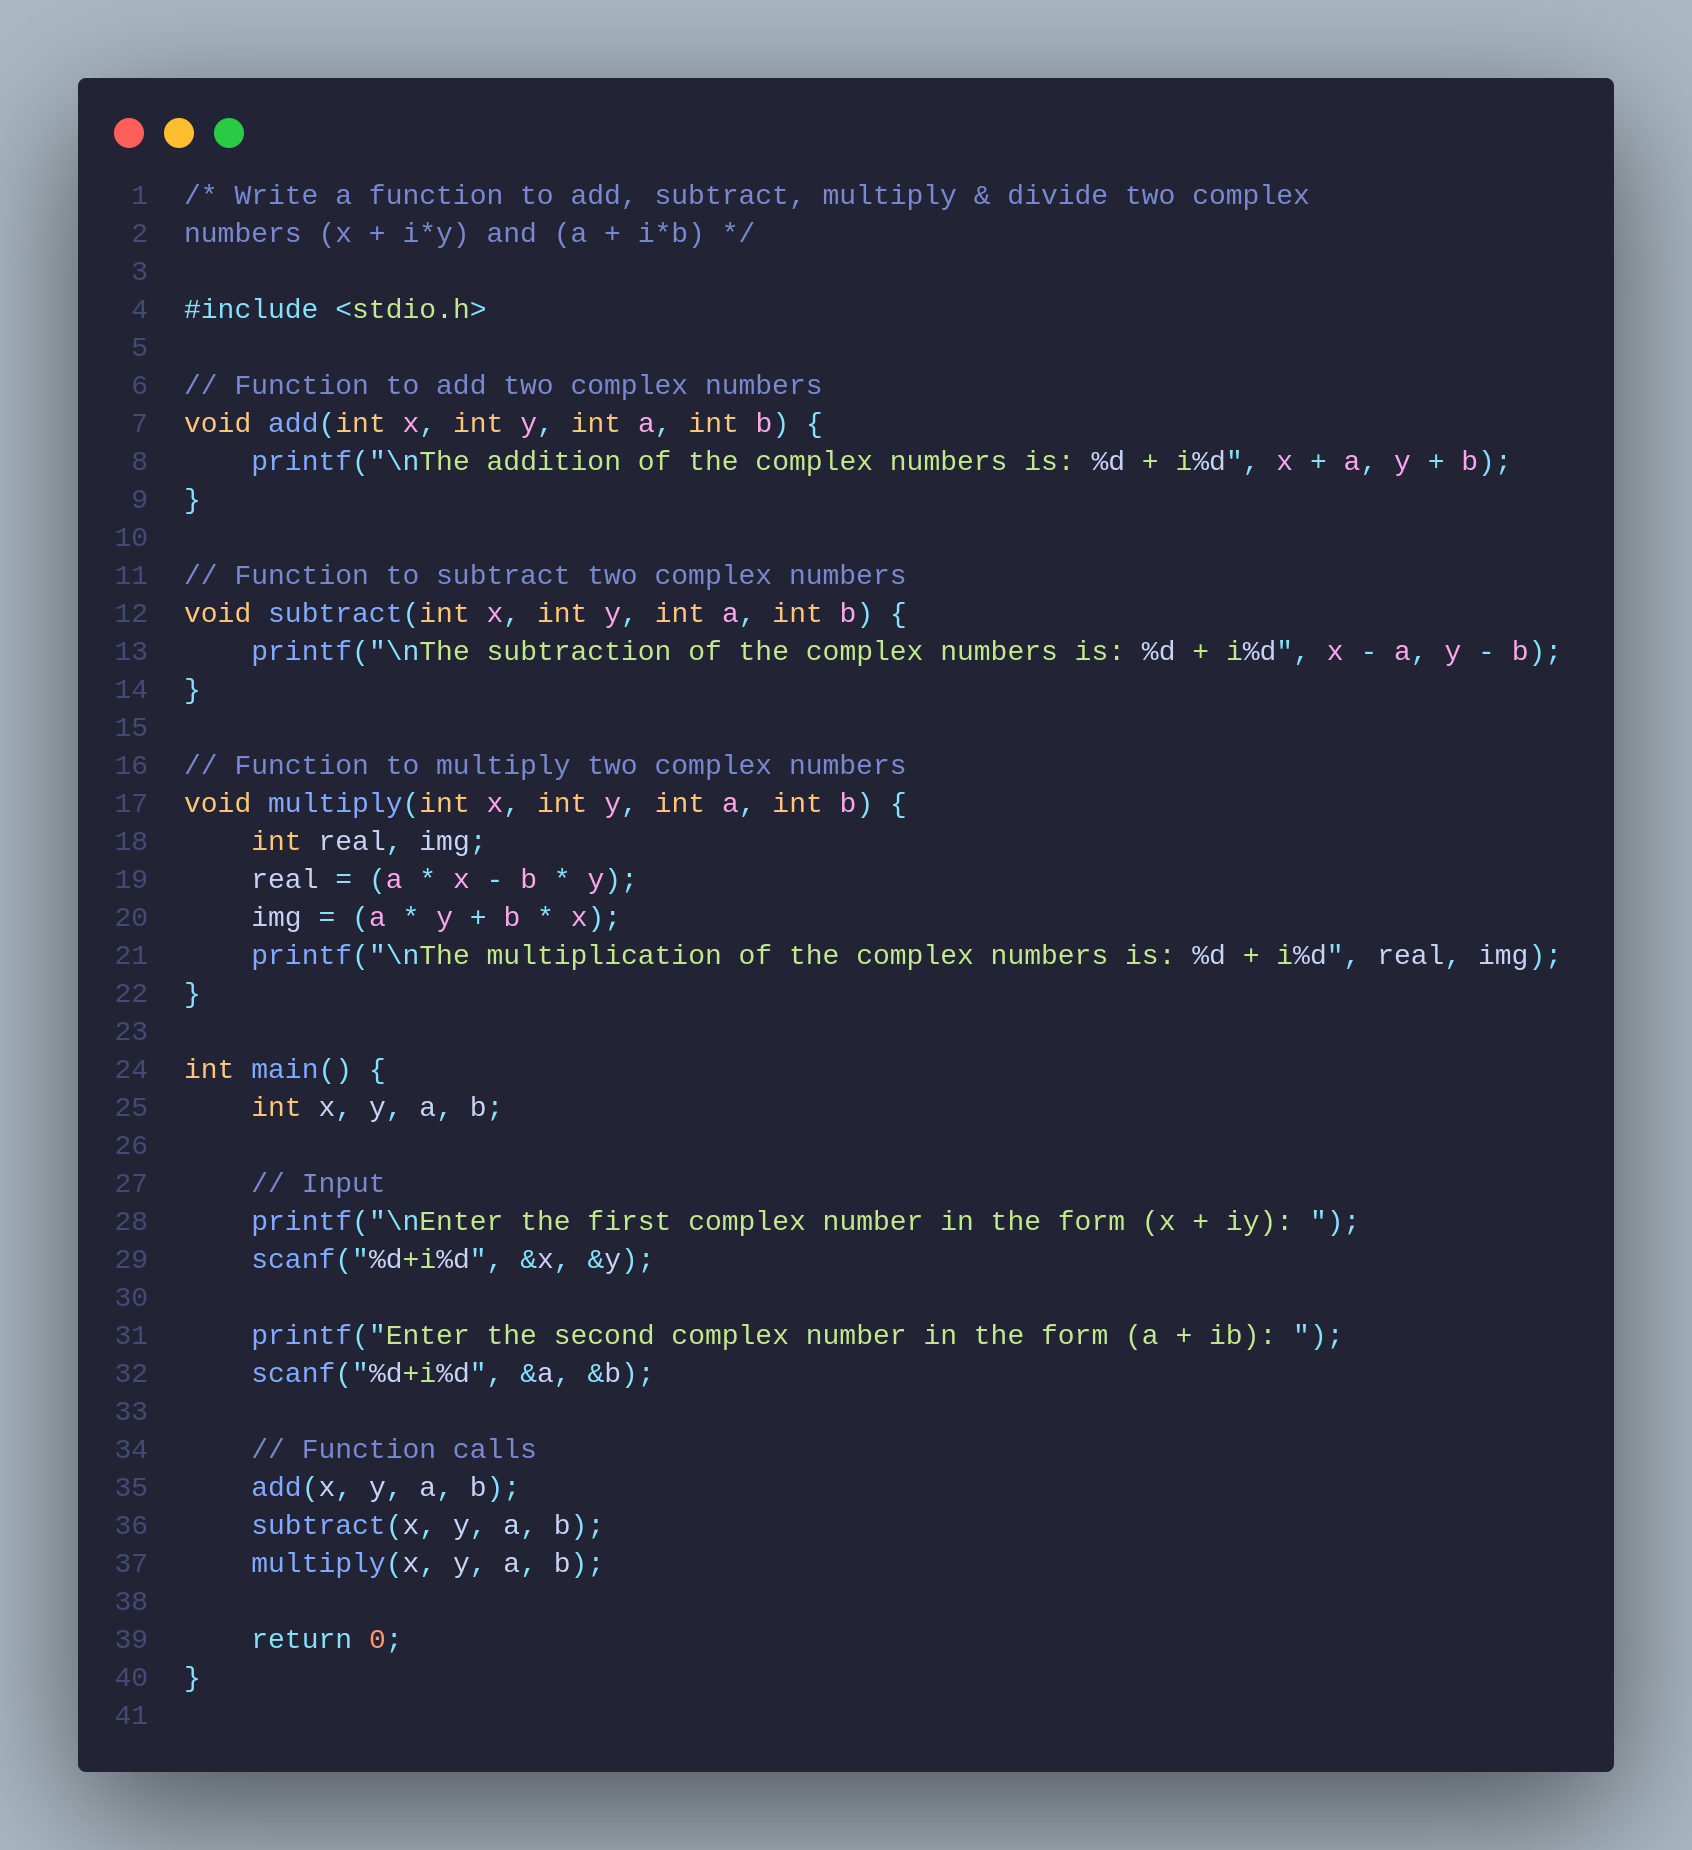 1 /* Write a function to add, subtract, multiply & divide two complex
2 numbers (x + i*y) and (a + i*b) */
3
4 #include <stdio.h>
5
6 // Function to add two complex numbers
7 void add(int x, int y, int a, int b) {
8     printf("\nThe addition of the complex numbers is: %d + i%d", x + a, y + b);
9 }
10
11 // Function to subtract two complex numbers
12 void subtract(int x, int y, int a, int b) {
13     printf("\nThe subtraction of the complex numbers is: %d + i%d", x - a, y - b);
14 }
15
16 // Function to multiply two complex numbers
17 void multiply(int x, int y, int a, int b) {
18     int real, img;
19     real = (a * x - b * y);
20     img = (a * y + b * x);
21     printf("\nThe multiplication of the complex numbers is: %d + i%d", real, img);
22 }
23
24 int main() {
25     int x, y, a, b;
26
27     // Input
28     printf("\nEnter the first complex number in the form (x + iy): ");
29     scanf("%d+i%d", &x, &y);
30
31     printf("Enter the second complex number in the form (a + ib): ");
32     scanf("%d+i%d", &a, &b);
33
34     // Function calls
35     add(x, y, a, b);
36     subtract(x, y, a, b);
37     multiply(x, y, a, b);
38
39     return 0;
40 }
41